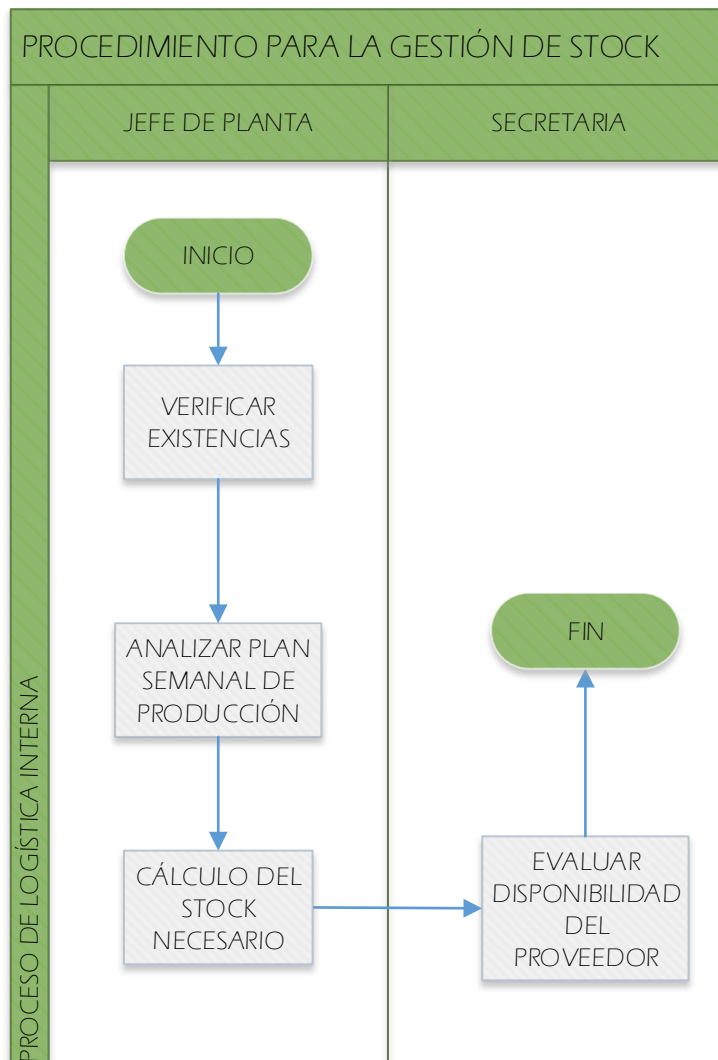 PROCEDIMIENTO PARA LA GESTIÓN DE STOCK
JEFE DE PLANTA
SECRETARIA
PROCESO DE LOGÍSTICA INTERNA
INICIO
VERIFICAR
EXISTENCIAS
ANALIZAR PLAN
SEMANAL DE
PRODUCCIÓN
CÁLCULO DEL
STOCK
NECESARIO
EVALUAR
DISPONIBILIDAD
DEL
PROVEEDOR
FIN